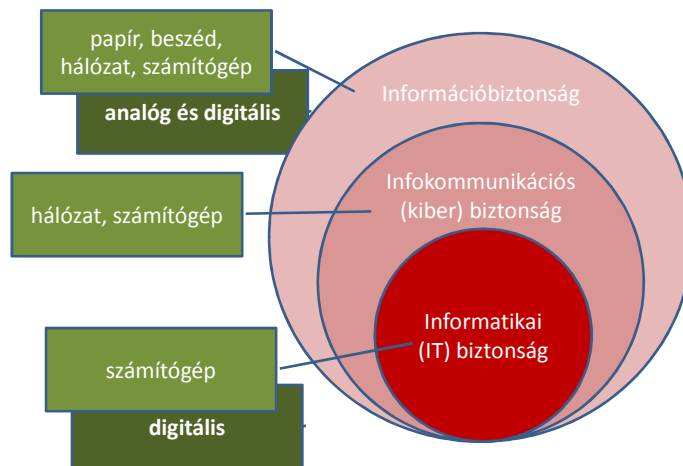 papír, beszéd,
hálózat, számítógép
analóg és digitális
Információbiztonság
Infokommunikációs
(kiber) biztonság
hálózat, számítógép
Informatikai
(IT) biztonság
számítógép
digitális